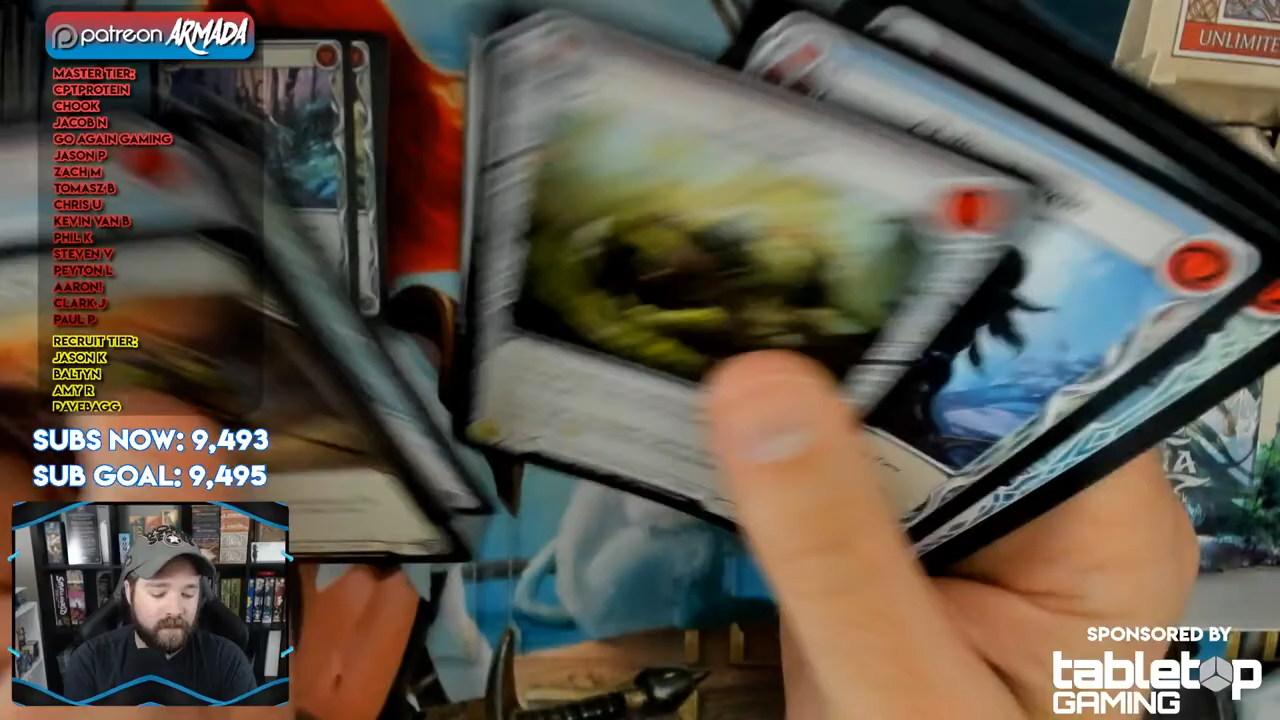 patreon ARMADA
MASTER TIER:
CPTPROTEIN
CHOOK
JACOB N
GO AGAIN GAMING
JASON P
ZACH M
TOMASZ B
CHRIS U
KEVIN VAN B
PHIL K
STEVEN V
PEYTON L
AARON!
CLARK J
PAUL P.
RECRUIT TIER:
JASON K
BALTYN
AMY R
DAVEBAGG
SUBS NOW: 9,493
SUB GOAL: 9,495
UNLIMITE
SPONSORED BY
tabletop
GAMING